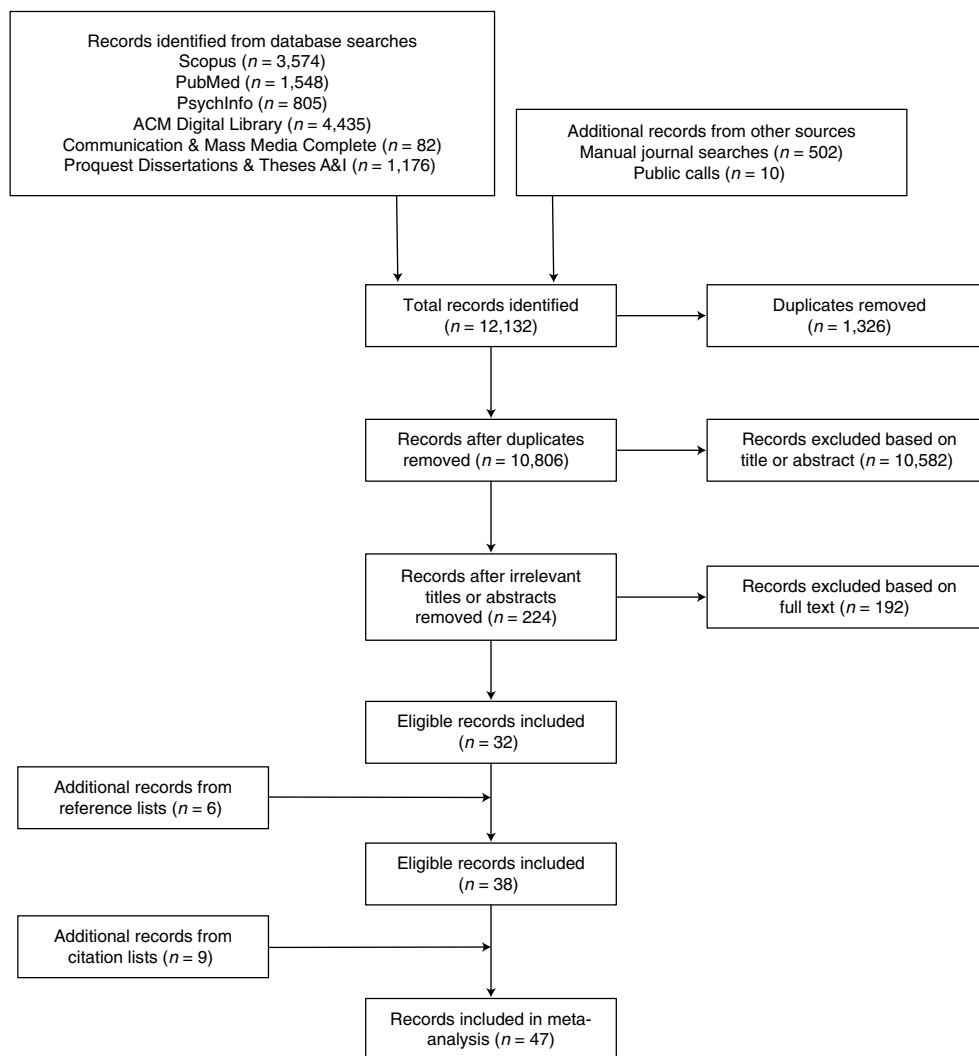 Records identified from database searches
Scopus (n = 3,574)
PubMed (n = 1,548)
PsychInfo (n = 805)
ACM Digital Library (n = 4,435)
Communication & Mass Media Complete (n = 82)
Proquest Dissertations & Theses A&I (n = 1,176)
Additional records from other sources
Manual journal searches (n = 502)
Public calls (n = 10)
Total records identified
(n = 12,132)
Duplicates removed
(n = 1,326)
Records after duplicates
removed (n = 10,806)
Records excluded based on
title or abstract (n = 10,582)
Records after irrelevant
titles or abstracts
removed (n = 224)
Records excluded based on
full text (n = 192)
Eligible records included
(n = 32)
Additional records from
reference lists (n = 6)
Eligible records included
(n = 38)
Additional records from
citation lists (n = 9)
Records included in meta-
analysis (n = 47)